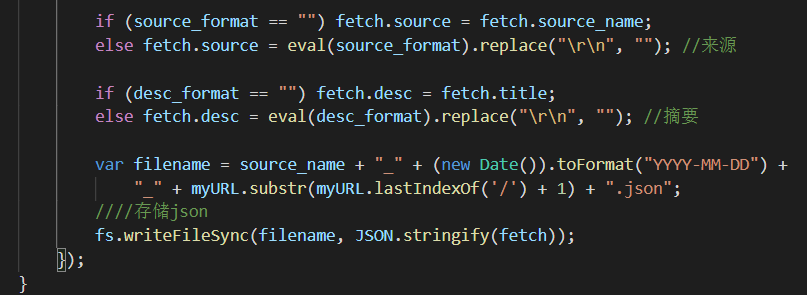 if (source_format == "") fetch.source = fetch.source_name;
else fetch.source = eval(source_format).replace("\r\n", ""); //来源
if (desc_format == "") fetch.desc = fetch.title;
else fetch.desc = eval(desc_format).replace("\r\n", ""); //摘要
var filename = source_name + "_" + (new Date()).toFormat("YYYY-MM-DD") +
"_" + myURL.substr(myURL.lastIndexOf('/') + 1) + ".json";
////存储json
fs.writeFileSync(filename, JSON.stringify(fetch));
});
}